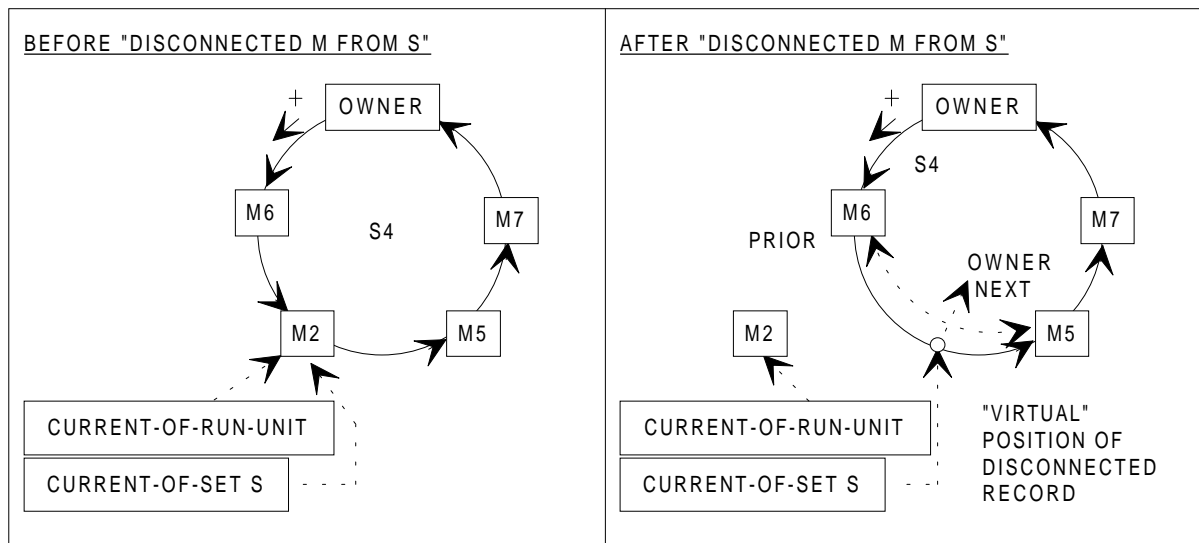 BEFORE "DISCONNECTED M FROM S"
+
OWNER
M6
M7
S4
M2
M5
CURRENT-OF-RUN-UNIT
CURRENT-OF-SET S
AFTER "DISCONNECTED M FROM S"
+
OWNER
S4
M6
M7
PRIOR
OWNER
NEXT
M2
M5
CURRENT-OF-RUN-UNIT
CURRENT-OF-SET S
"VIRTUAL"
POSITION OF
DISCONNECTED
RECORD